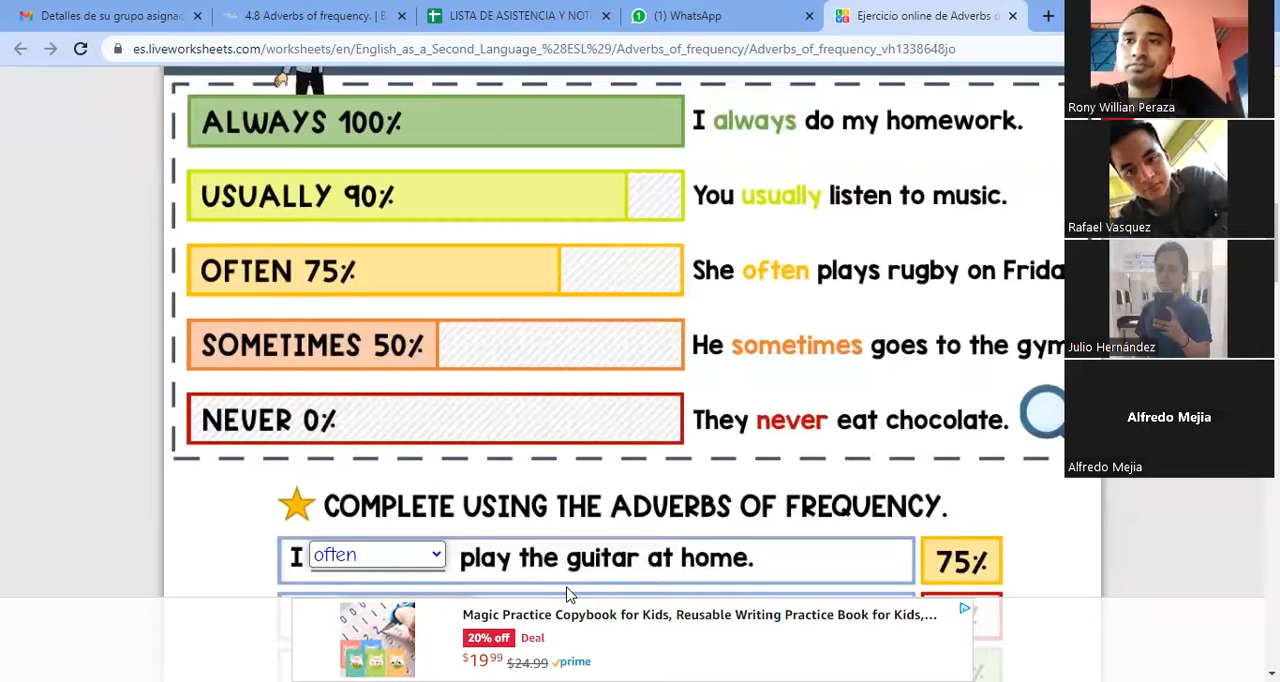 Detalles de su grupo asigna
4.8 Adverbs of frequency. | B
LISTA DE ASISTENCIA Y NOT
(1) WhatsApp
Ejercicio online de Adverbs o
es.liveworksheets.com/worksheets/en/English_as_a_Second_Language_%28ESL%29/Adverbs_of_frequency/Adverbs_of_frequency_vh1338648jo
ALWAYS 100%
I always do my homework.
USUALLY 90%
You usually listen to music.
OFTEN 75%
She often plays rugby on Frida
SOMETIMES 50%
He sometimes goes to the gym
NEVER 0%
They never eat chocolate.
COMPLETE USING THE ADVERBS OF FREQUENCY.
I often play the guitar at home.
75%
Magic Practice Copybook for Kids, Reusable Writing Practice Book for Kids,...
20% off Deal
$19.99 $24.99 prime
Rony Willian Peraza
Rafael Vasquez
Julio Hernández
Alfredo Mejia
Alfredo Mejia